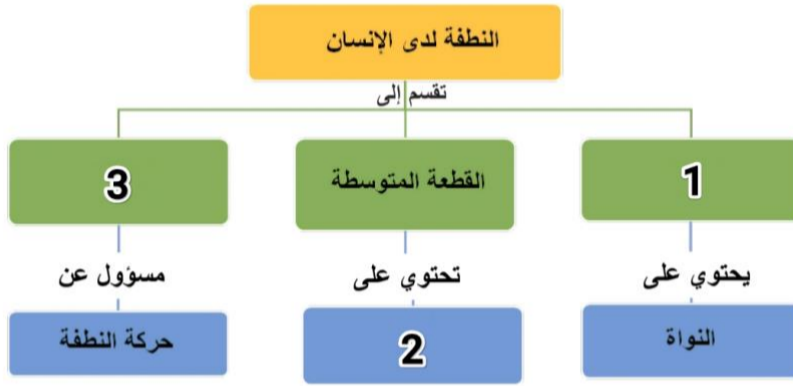 النطفة لدى الإنسان
تقسم إلى
1
القطعة المتوسطة
3
يحتوي على
تحتوي على
مسؤول عن
النواة
2
حركة النطفة